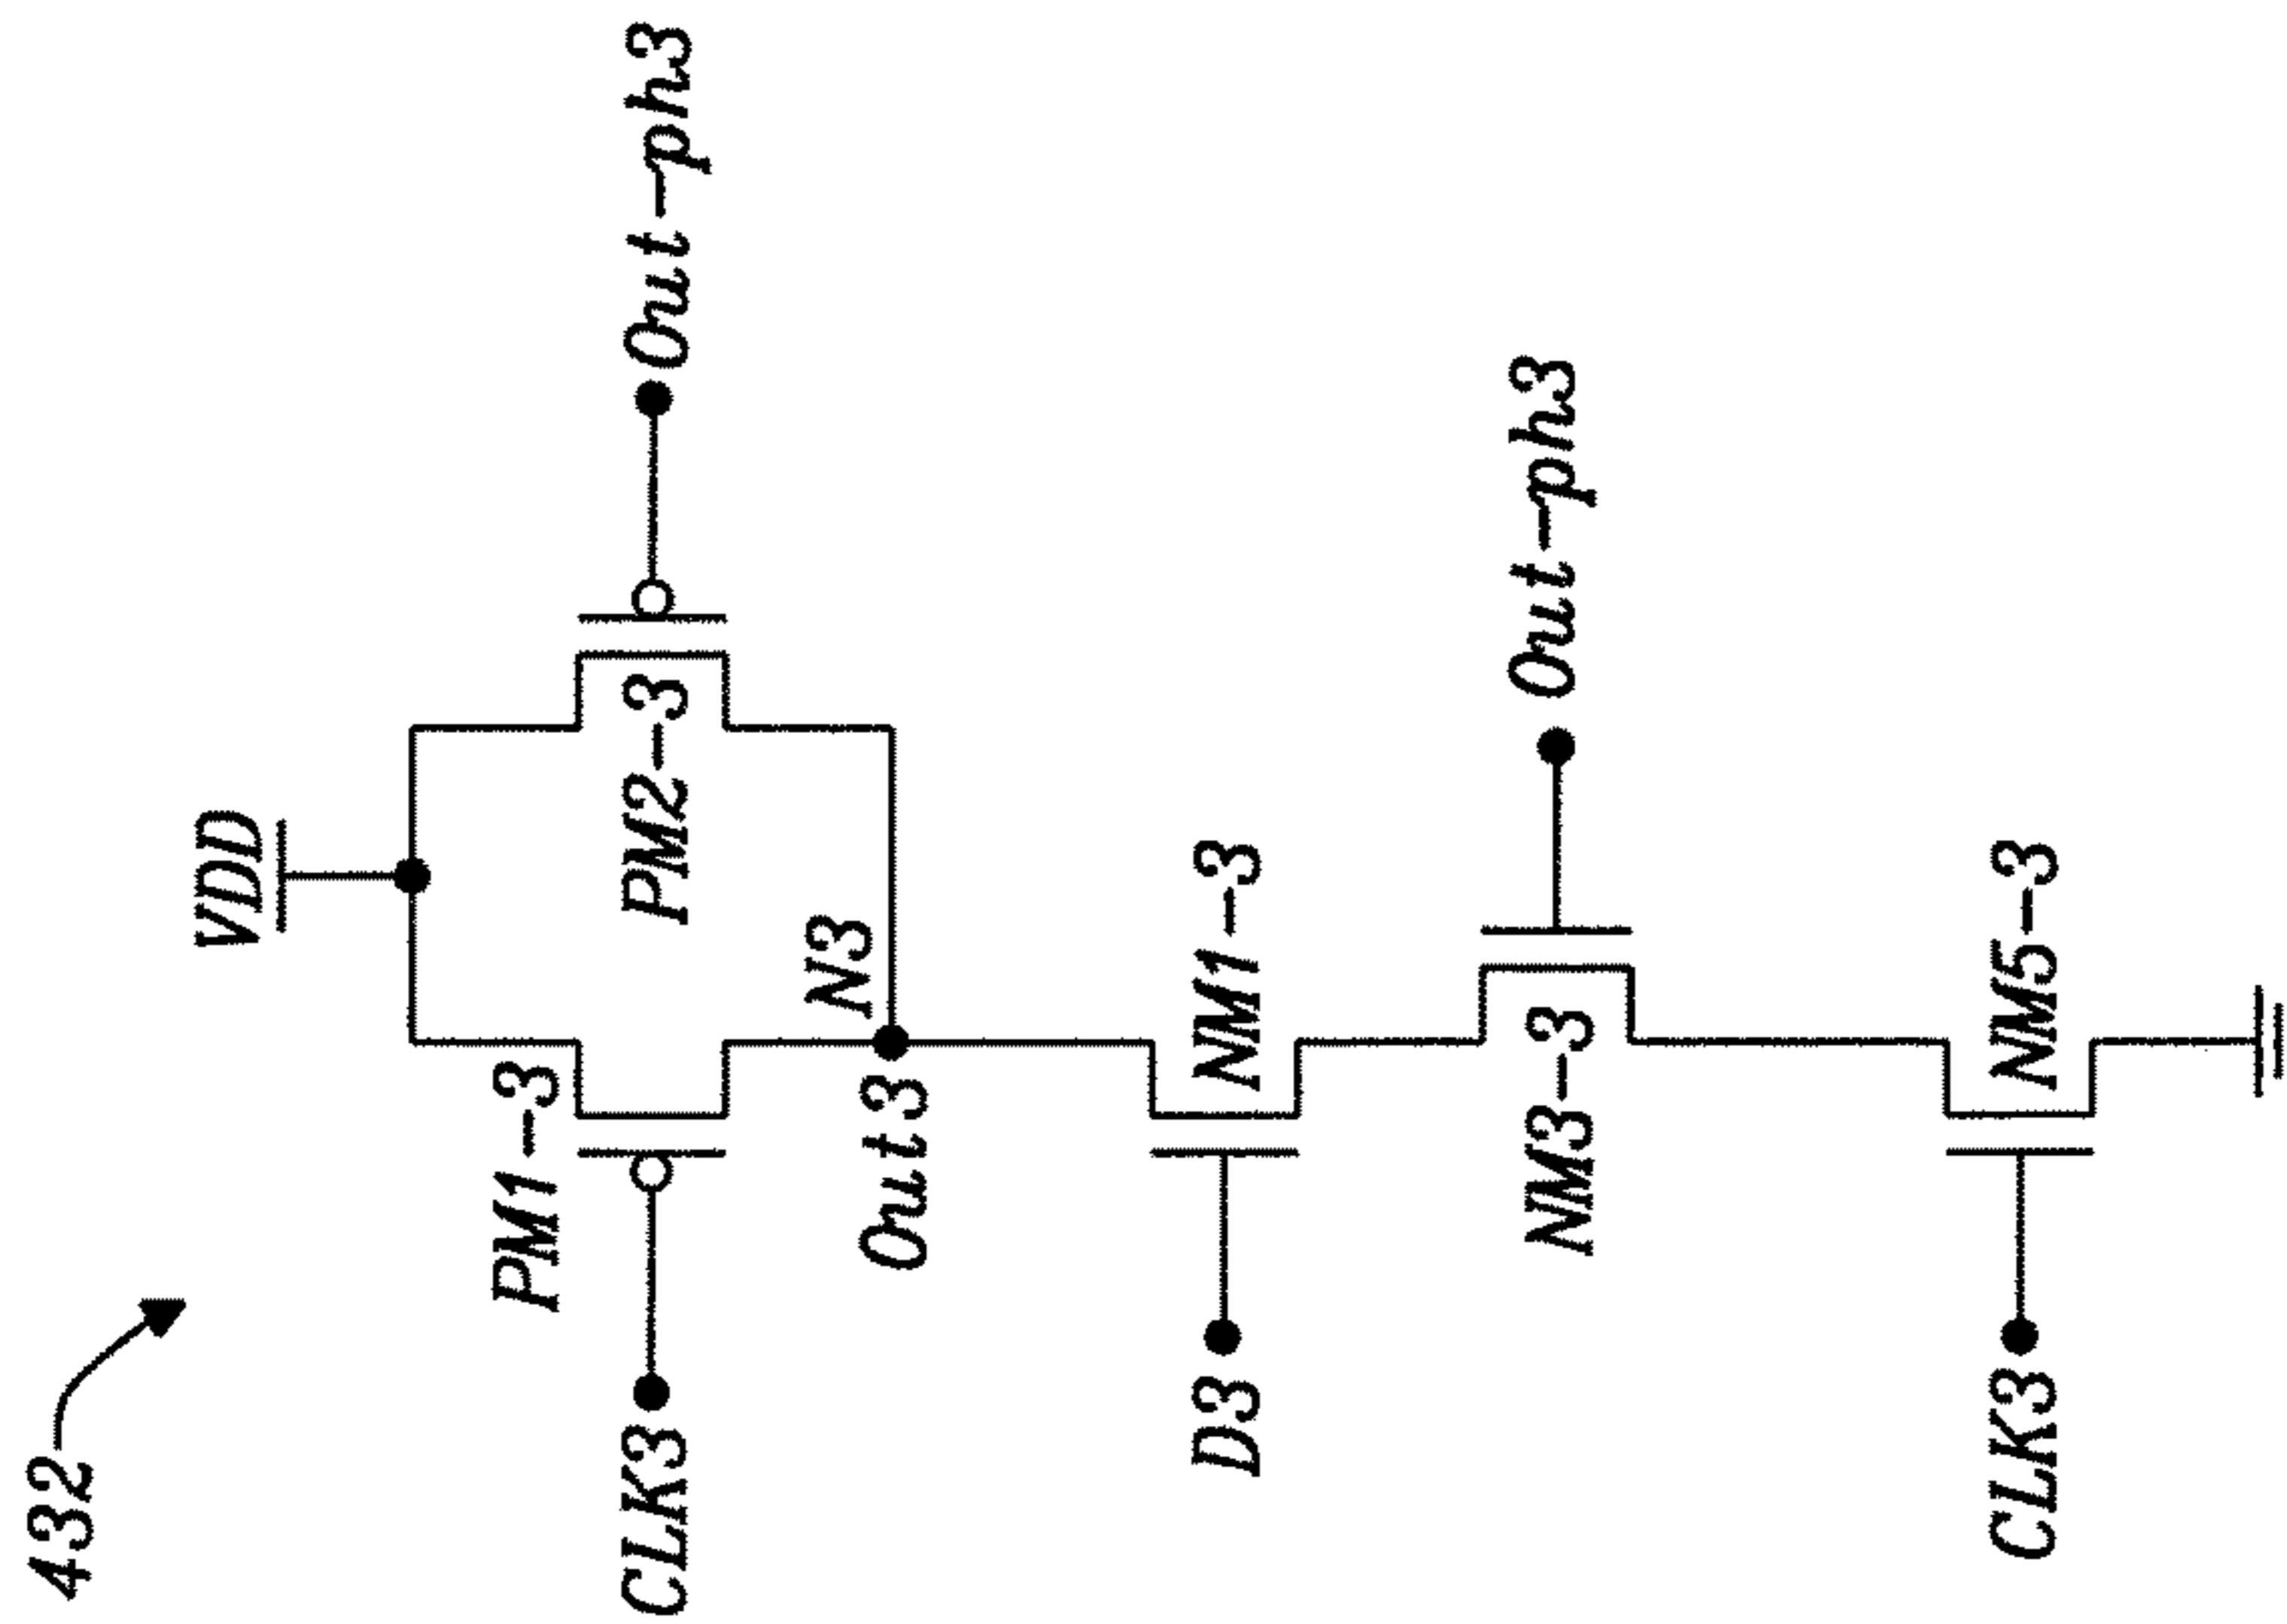 432
VDD
PM1-3
PM2-3
CLK3
Out-ph3
N3
Out3
D3
NM1-3
NM3-3
Out-ph3
CLK3
NM5-3